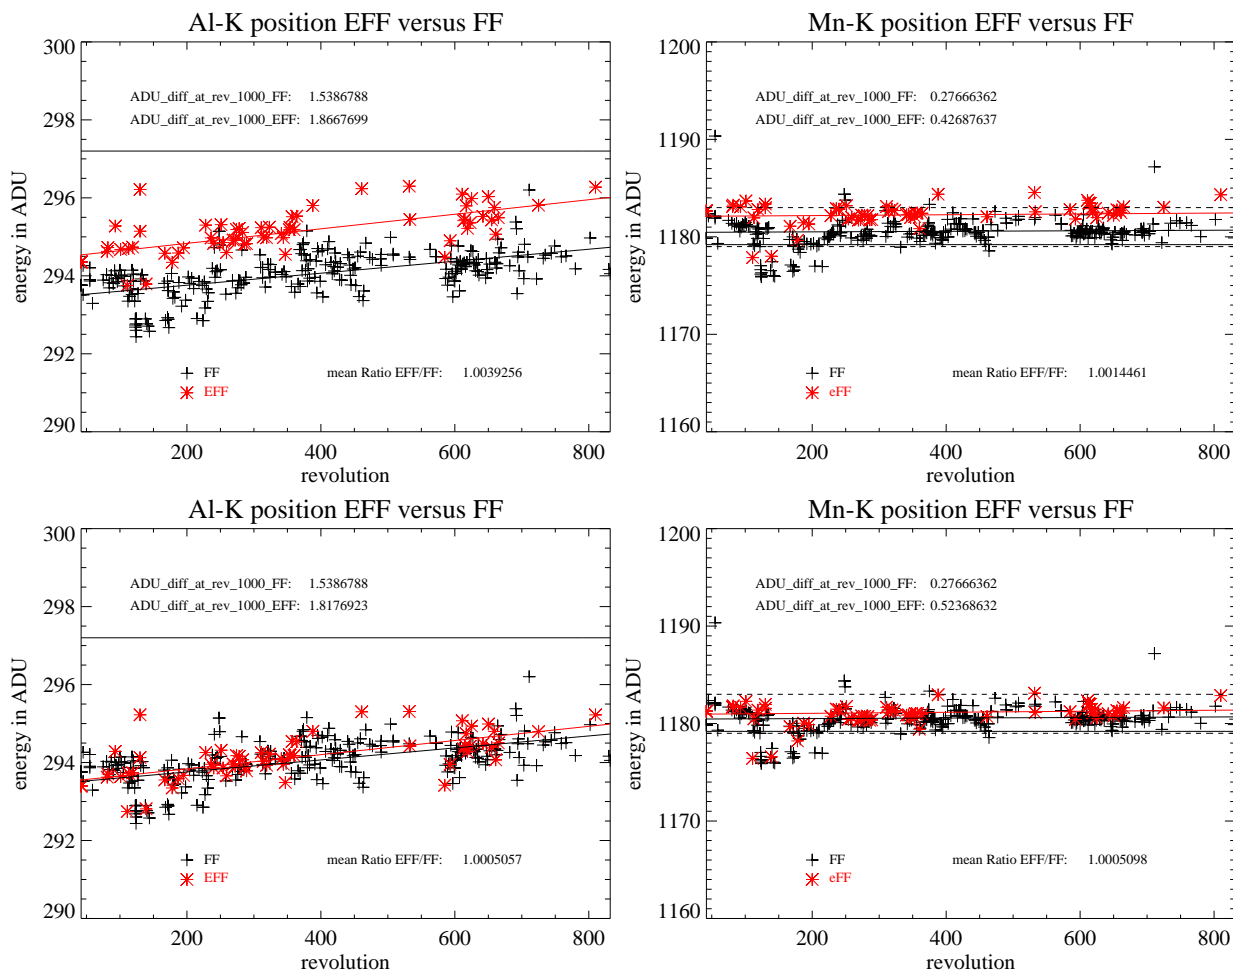 Al-K position EFF versus FF
300
298
296
294
292
290
energy in ADU
ADU_diff_at_rev_1000_FF: 1.5386788
ADU_diff_at_rev_1000_EFF: 1.8667699
FF
EFF
mean Ratio EFF/FF: 1.0039256
200
400
600
800
revolution
Mn-K position EFF versus FF
1200
1190
1180
1170
1160
energy in ADU
ADU_diff_at_rev_1000_FF: 0.27666362
ADU_diff_at_rev_1000_EFF: 0.42687637
FF
eFF
mean Ratio EFF/FF: 1.0014461
200
400
600
800
revolution
Al-K position EFF versus FF
300
298
296
294
292
290
energy in ADU
ADU_diff_at_rev_1000_FF: 1.5386788
ADU_diff_at_rev_1000_EFF: 1.8176923
FF
EFF
mean Ratio EFF/FF: 1.0005057
200
400
600
800
revolution
Mn-K position EFF versus FF
1200
1190
1180
1170
1160
energy in ADU
ADU_diff_at_rev_1000_FF: 0.27666362
ADU_diff_at_rev_1000_EFF: 0.52368632
FF
eFF
mean Ratio EFF/FF: 1.0005098
200
400
600
800
revolution